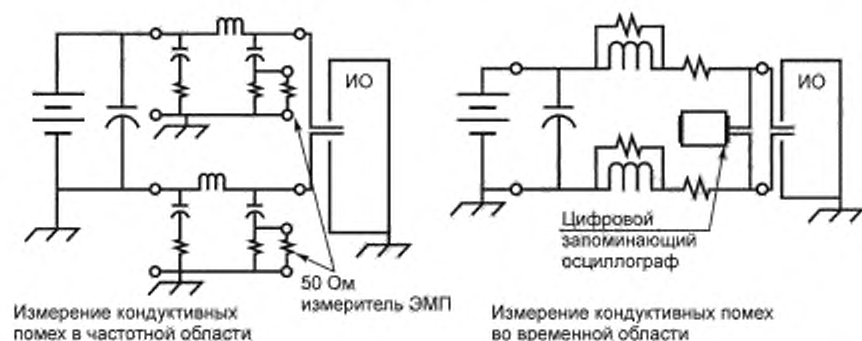 ИО
50 Ом
измеритель ЭМП
Измерение кондуктивных
помех в частотной области
ИО
Цифровой
запоминающий
осциллограф
Измерение кондуктивных помех
во временной области